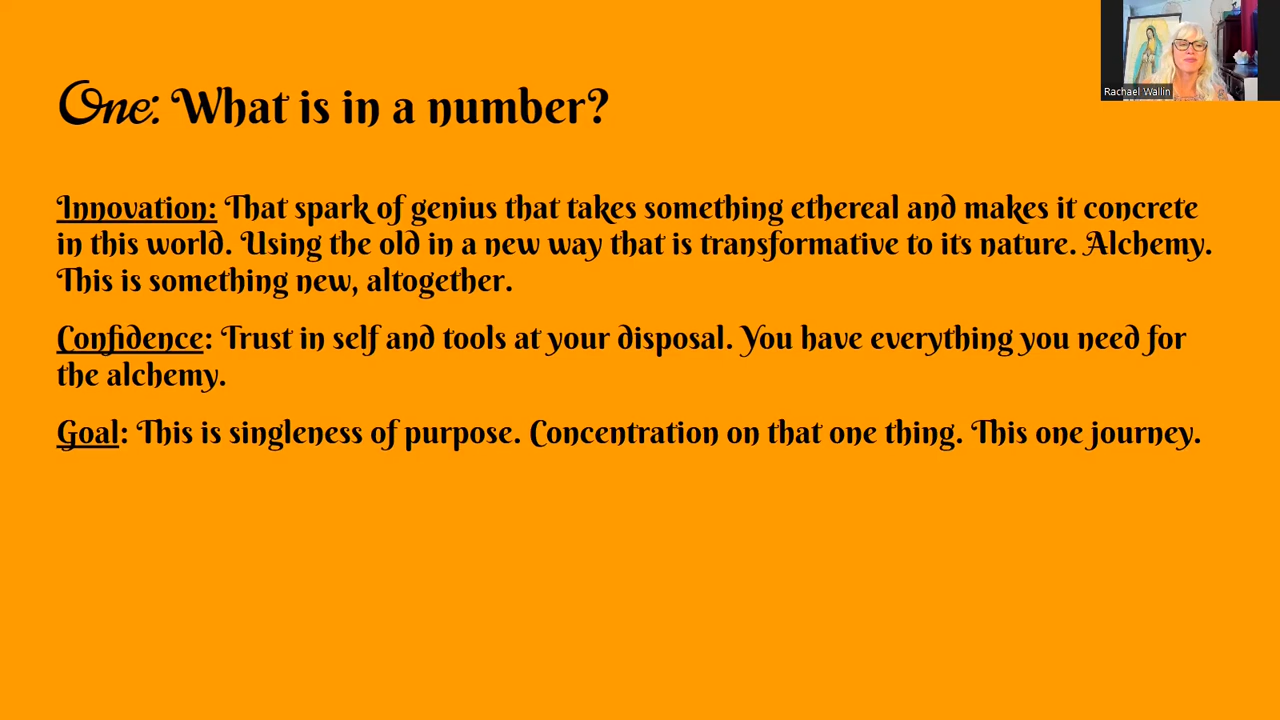 One: What is in a number?
Rachael Wallin
Innovation: That spark of genius that takes something ethereal and makes it concrete
in this world. Using the old in a new way that is transformative to its nature. Alchemy.
This is something new, altogether.
Confidence: Trust in self and tools at your disposal. You have everything you need for
the alchemy.
Goal: This is singleness of purpose. Concentration on that one thing. This one journey.